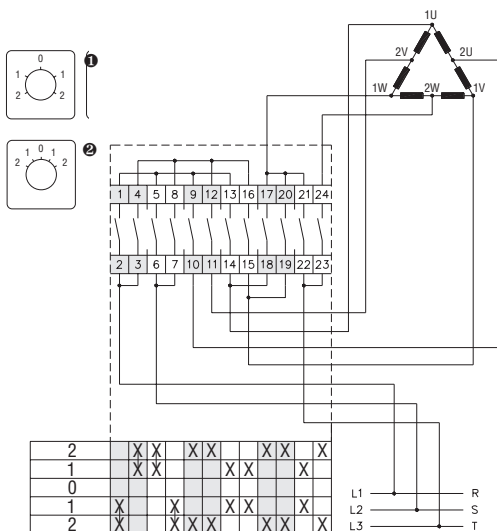 1U
2V 2U
1W 2W 1V
0
1 1
2 2
❶
1 0 1
2 2
❷
1 4 5 8 9 12 13 16 17 20 21 24
2 3 6 7 10 11 14 15 18 19 22 23
2 X X X X X X X
1 X X X X X
0
1 X X X X X
2 X X X X X X X
L1 R
L2 S
L3 T